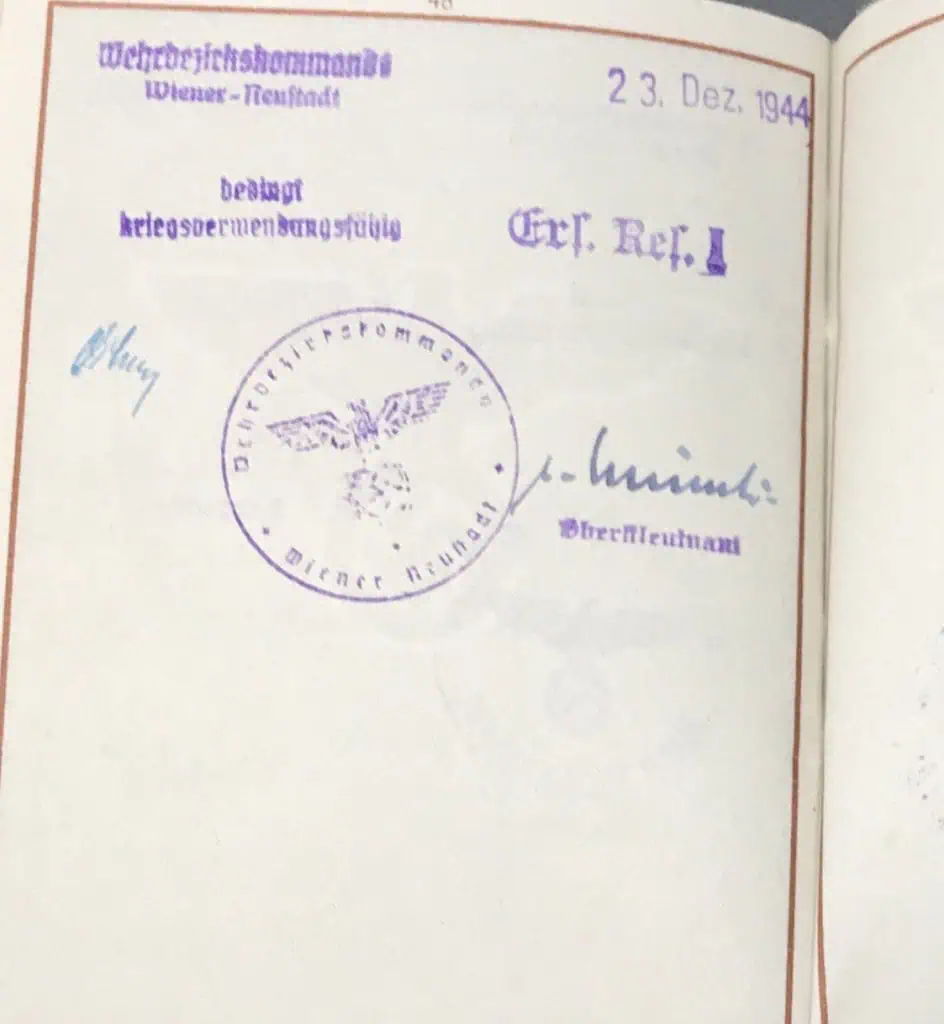 Wehrbezirkskommando
Wiener-Neustadt
23. Dez. 1944
bedingt
kriegsverwendungsfähig
Ers. Res. I
Wehrbezirkskommando
Wiener Neustadt
Oberstleutnant